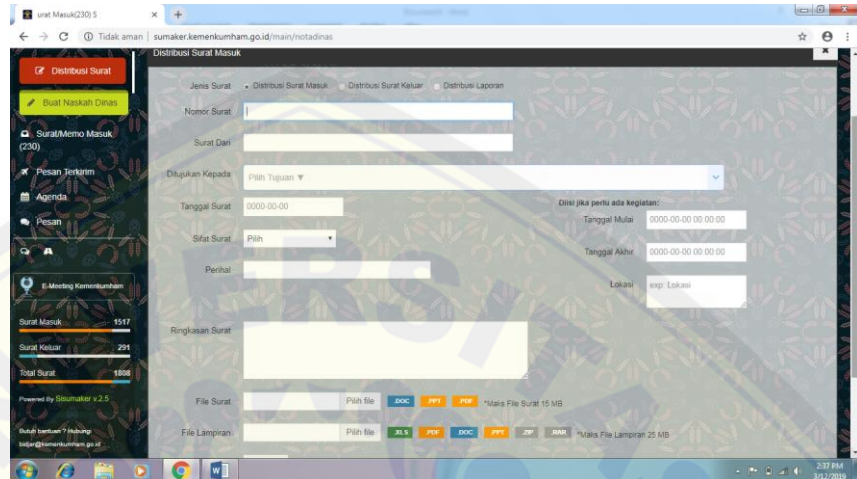 urat Masuk(230) S
Tidak aman | sumaker.kemenkumham.go.id/main/notadinas
Distribusi Surat Masuk
Distribusi Surat
Buat Naskah Dinas
Surat/Memo Masuk
(230)
Pesan Terkirim
Agenda
Pesan
E-Meeting Kemenkumham
Surat Masuk 1517
Surat Keluar 291
Total Surat 1808
Powered By Sisumaker v.2.5
Butuh bantuan ? Hubungi
bidjar@kemenkumham.go.id
Jenis Surat Distribusi Surat Masuk Distribusi Surat Keluar Distribusi Laporan
Nomor Surat
Surat Dari
Ditujukan Kepada Pilih Tujuan ▼
Tanggal Surat 0000-00-00
Sifat Surat Pilih
Perihal
Diisi jika perlu ada kegiatan:
Tanggal Mulai 0000-00-00 00:00:00
Tanggal Akhir 0000-00-00 00:00:00
Lokasi exp: Lokasi
Ringkasan Surat
File Surat Pilih file .DOC .PPT .PDF *Maks File Surat 15 MB
File Lampiran Pilih file .XLS .PDF .DOC .PPT .ZIP .RAR *Maks File Lampiran 25 MB
2:37 PM
3/12/2019